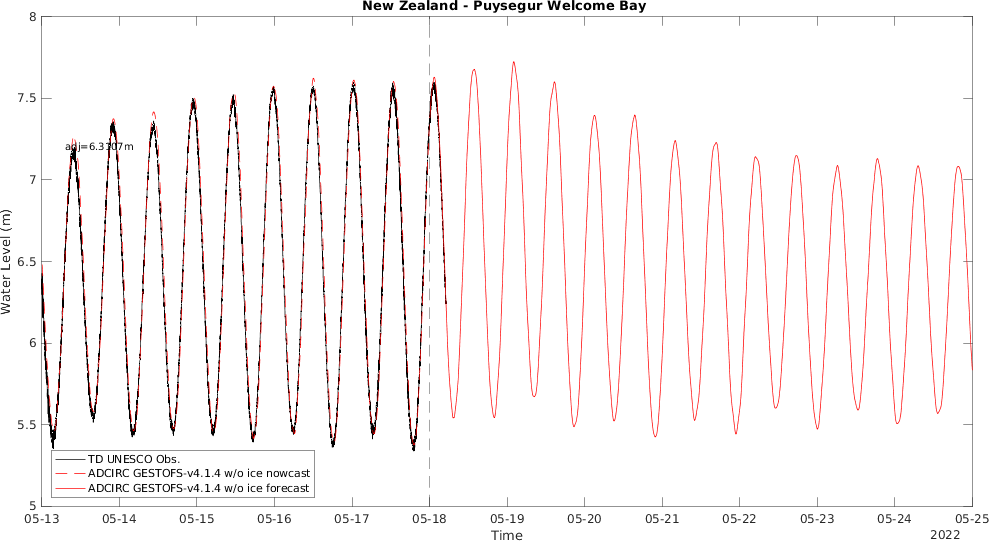 New Zealand - Puysegur Welcome Bay
8
7.5
7
6.5
6
5.5
5
Water Level (m)
adj=6.3307m
TD UNESCO Obs.
ADCIRC GESTOFS-v4.1.4 w/o ice nowcast
ADCIRC GESTOFS-v4.1.4 w/o ice forecast
05-13 05-14 05-15 05-16 05-17 05-18 05-19 05-20 05-21 05-22 05-23 05-24 05-25
Time
2022